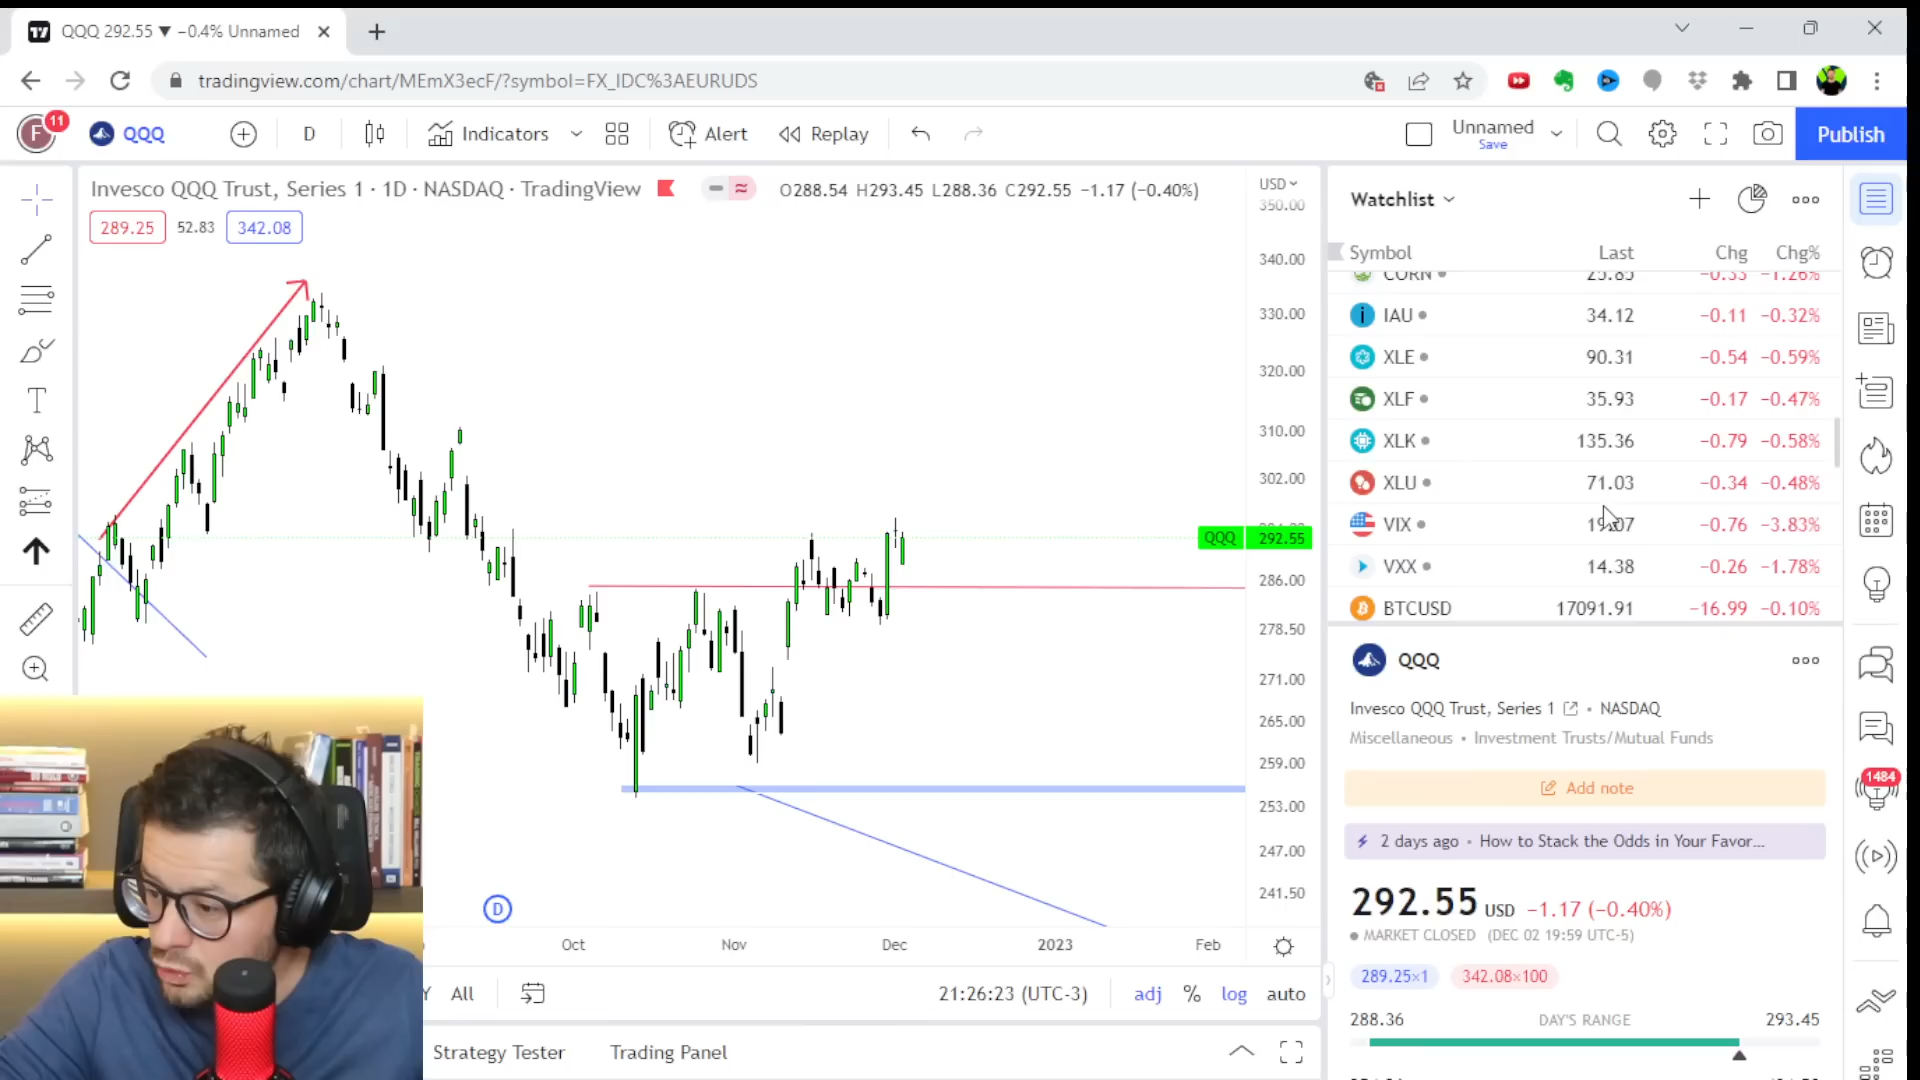 QQQ 292.55 ▼ −0.4% Unnamed
tradingview.com/chart/MEmX3ecF/?symbol=FX_IDC%3AEURUDS
F 11 QQQ D Indicators Alert Replay Unnamed Save Publish
Invesco QQQ Trust, Series 1 · 1D · NASDAQ · TradingView O288.54 H293.45 L288.36 C292.55 −1.17 (−0.40%)
289.25 52.83 342.08
USD
350.00
340.00
330.00
320.00
310.00
302.00
QQQ 292.55
286.00
278.50
271.00
265.00
259.00
253.00
247.00
241.50
D
Oct Nov Dec 2023 Feb
All 21:26:23 (UTC-3) adj % log auto
Strategy Tester Trading Panel
Watchlist
Symbol Last Chg Chg%
CORN 25.85 −0.33 −1.26%
IAU 34.12 −0.11 −0.32%
XLE 90.31 −0.54 −0.59%
XLF 35.93 −0.17 −0.47%
XLK 135.36 −0.79 −0.58%
XLU 71.03 −0.34 −0.48%
VIX −0.76 −3.83%
VXX 14.38 −0.26 −1.78%
BTCUSD 17091.91 −16.99 −0.10%
QQQ
Invesco QQQ Trust, Series 1 • NASDAQ
Miscellaneous • Investment Trusts/Mutual Funds
Add note
2 days ago • How to Stack the Odds in Your Favor...
292.55 USD −1.17 (−0.40%)
MARKET CLOSED (DEC 02 19:59 UTC-5)
289.25×1 342.08×100
288.36 DAY'S RANGE 293.45
1484